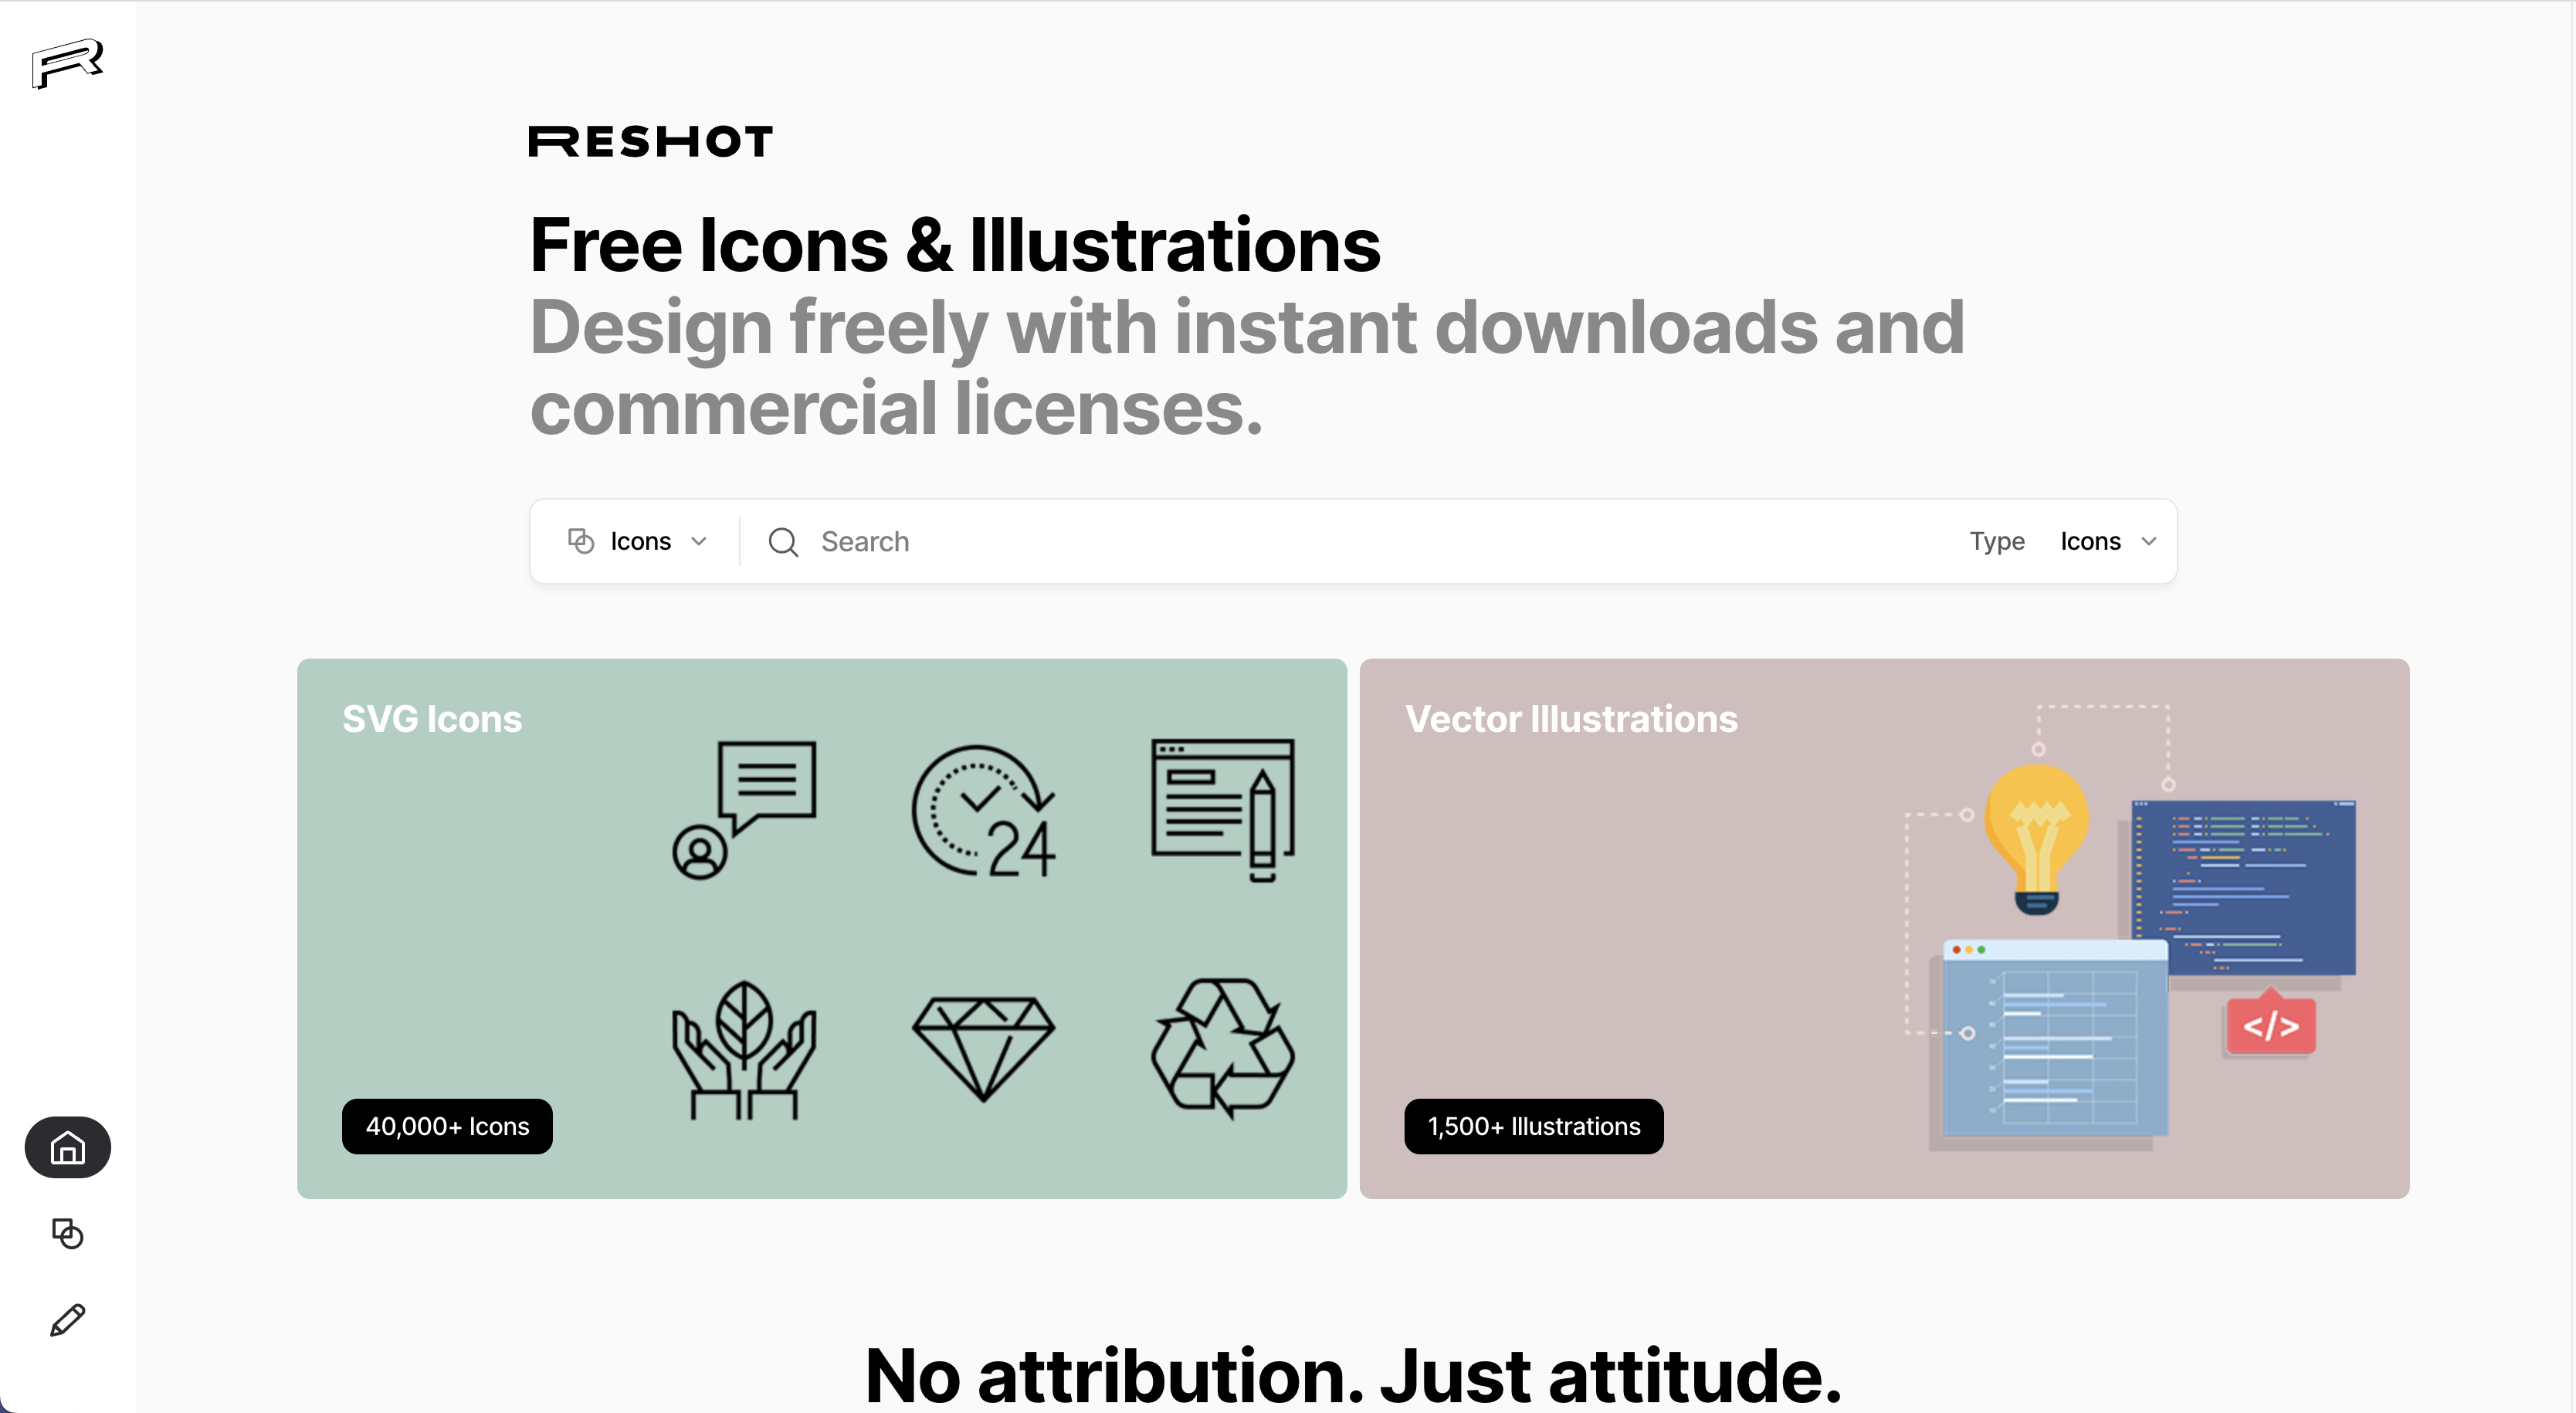 RESHOT
Free Icons & Illustrations
Design freely with instant downloads and
commercial licenses.
Icons
Search
Type Icons
SVG Icons
24
40,000+ Icons
Vector Illustrations
</>
1,500+ Illustrations
No attribution. Just attitude.